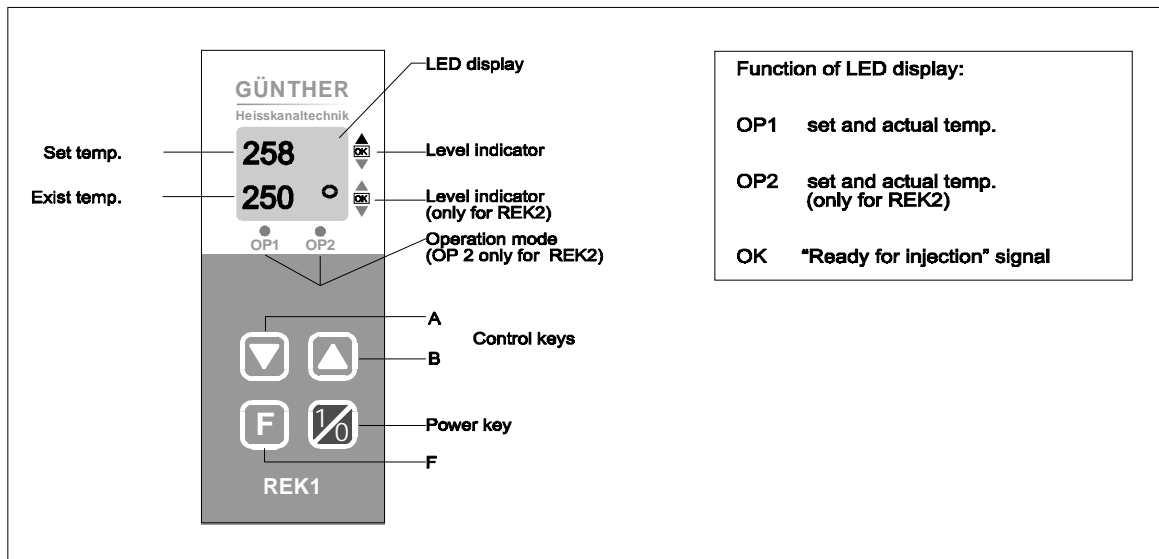 GÜNTHER
Heisskanaltechnik
LED display
Set temp.
258
OK
Level indicator
Exist temp.
250 °
OK
Level indicator
(only for REK2)
OP1 OP2
Operation mode
(OP 2 only for REK2)
A
Control keys
B
F
1/0
Power key
F
REK1
Function of LED display:
OP1 set and actual temp.
OP2 set and actual temp.
(only for REK2)
OK “Ready for injection” signal